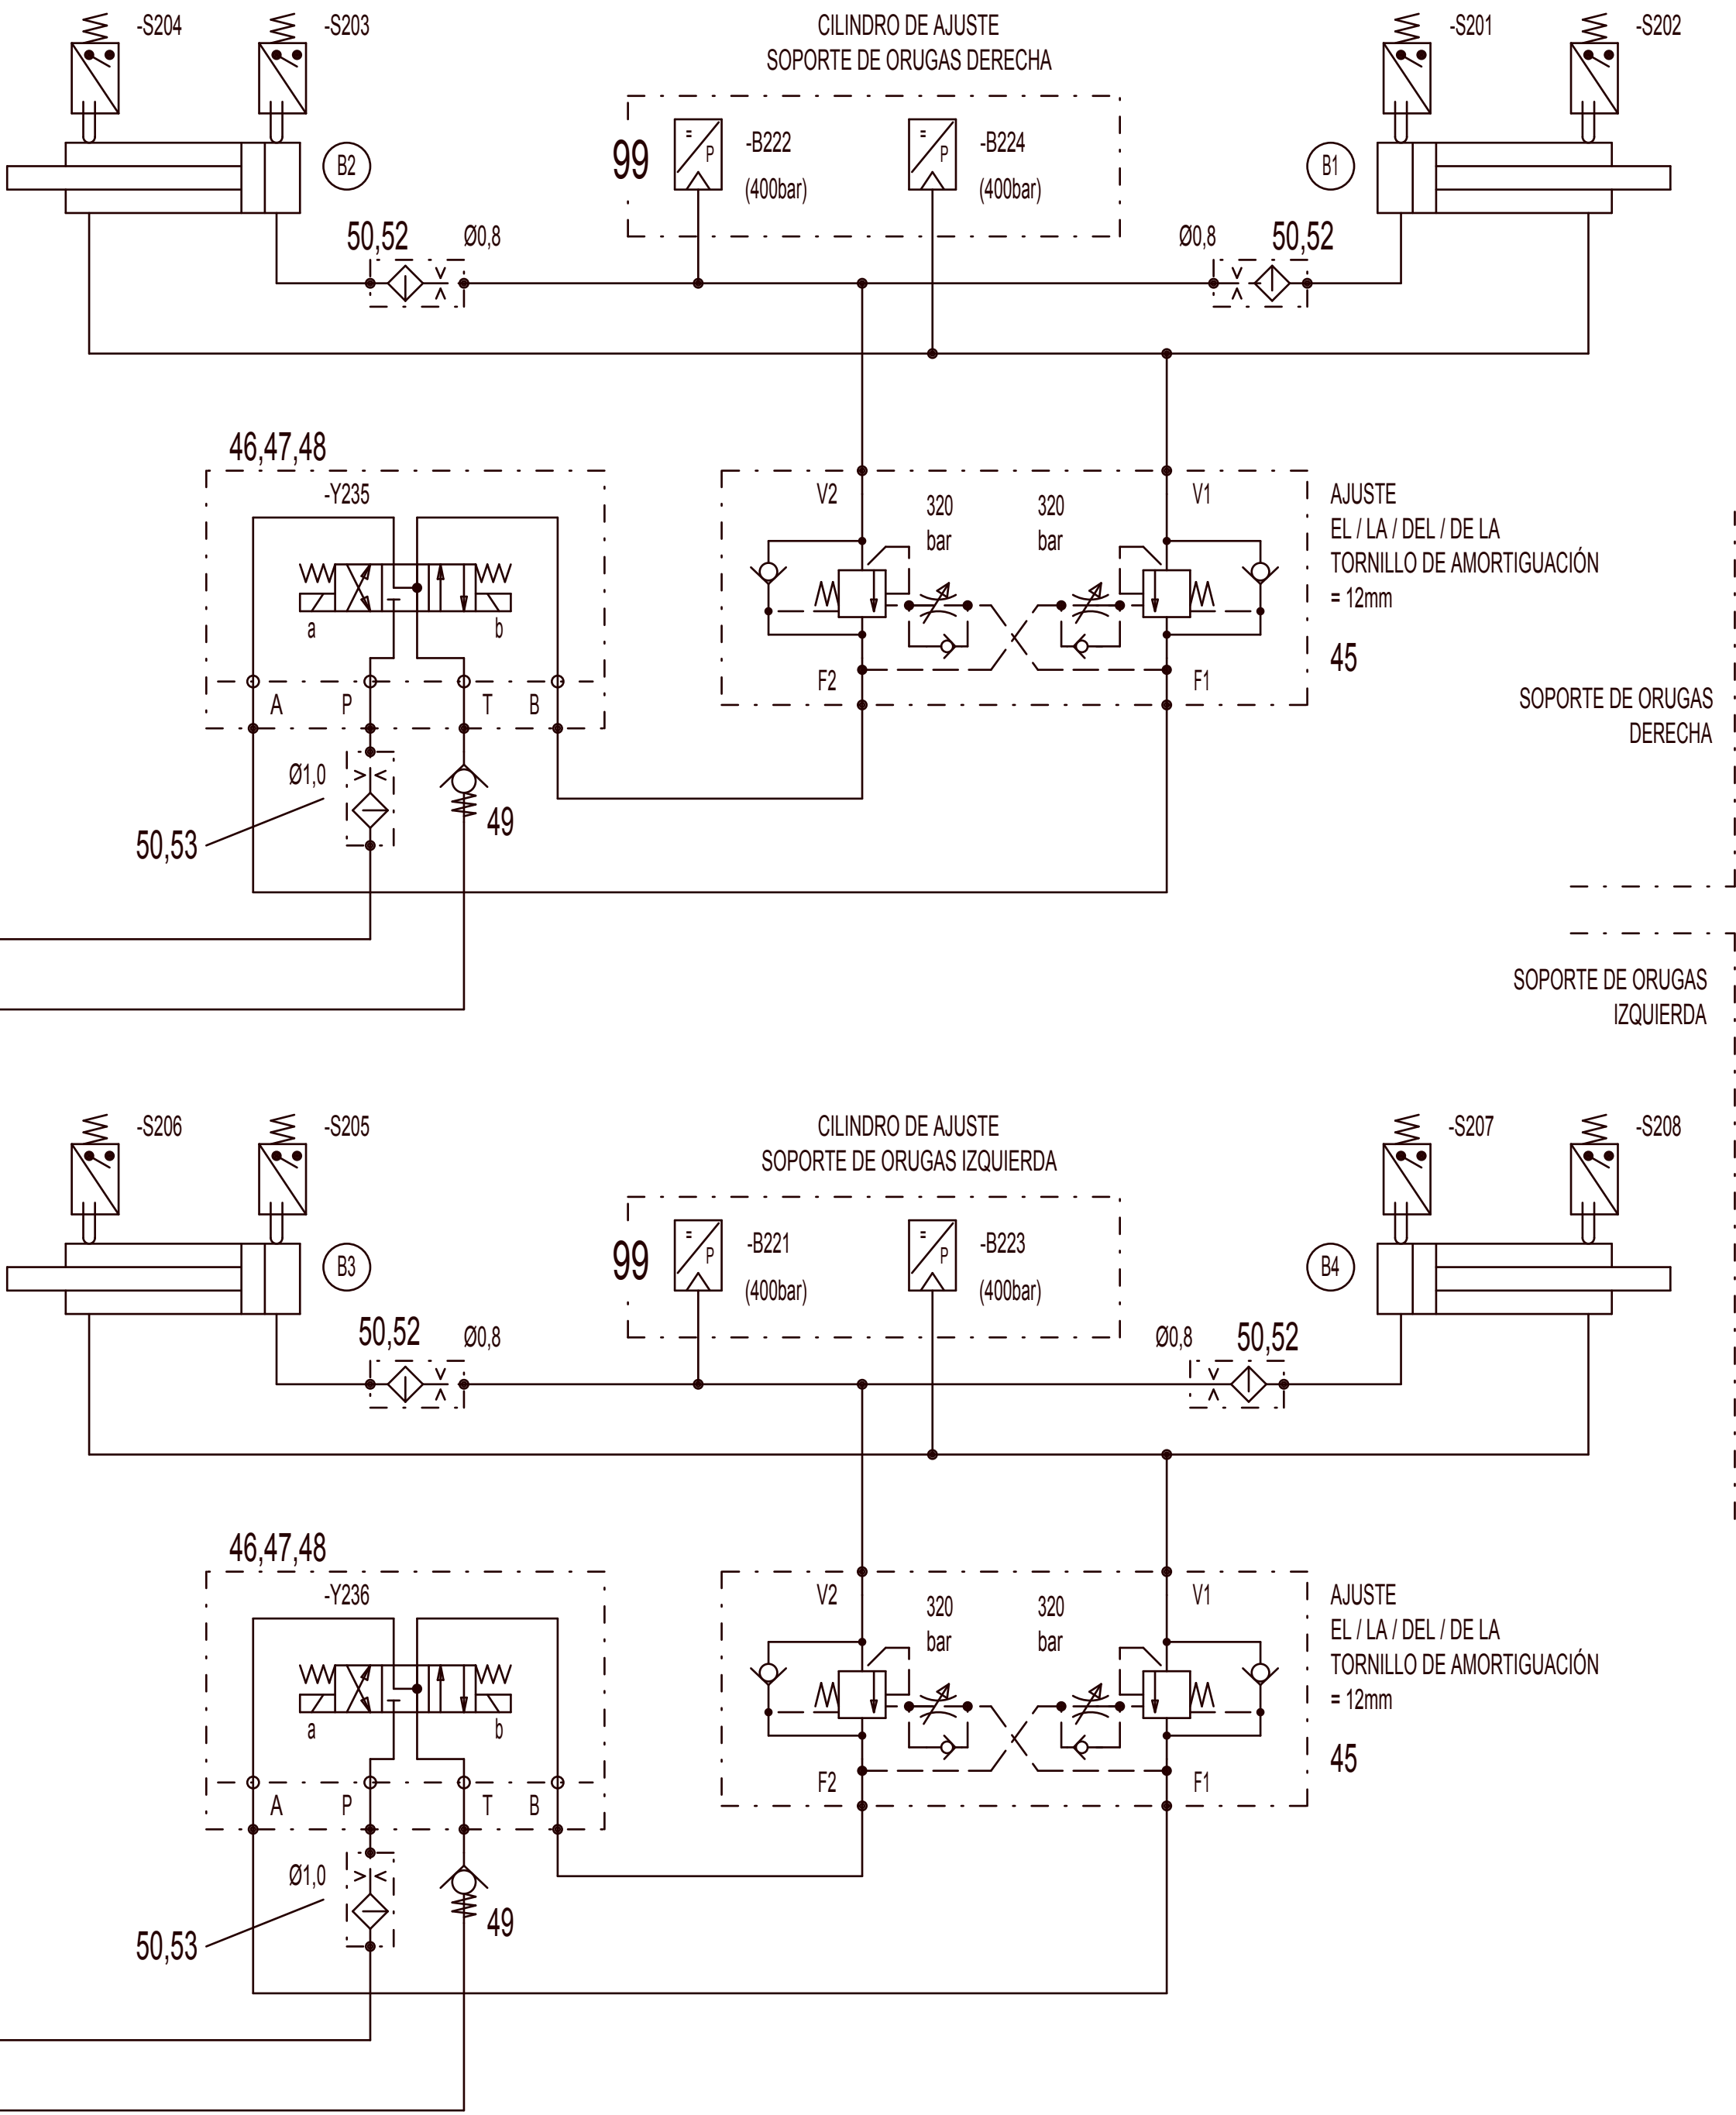 -S204
-S203
CILINDRO DE AJUSTE
SOPORTE DE ORUGAS DERECHA
-S201
-S202
99
=
P
-B222
(400bar)
=
P
-B224
(400bar)
B2
B1
50,52
Ø0,8
Ø0,8
50,52
46,47,48
-Y235
a
b
A
P
T
B
V2
320
bar
320
bar
V1
F2
F1
AJUSTE
EL / LA / DEL / DE LA
TORNILLO DE AMORTIGUACIÓN
= 12mm
45
SOPORTE DE ORUGAS
DERECHA
Ø1,0
50,53
49
SOPORTE DE ORUGAS
IZQUIERDA
-S206
-S205
CILINDRO DE AJUSTE
SOPORTE DE ORUGAS IZQUIERDA
-S207
-S208
99
=
P
-B221
(400bar)
=
P
-B223
(400bar)
B3
B4
50,52
Ø0,8
Ø0,8
50,52
46,47,48
-Y236
a
b
A
P
T
B
V2
320
bar
320
bar
V1
F2
F1
AJUSTE
EL / LA / DEL / DE LA
TORNILLO DE AMORTIGUACIÓN
= 12mm
45
Ø1,0
50,53
49